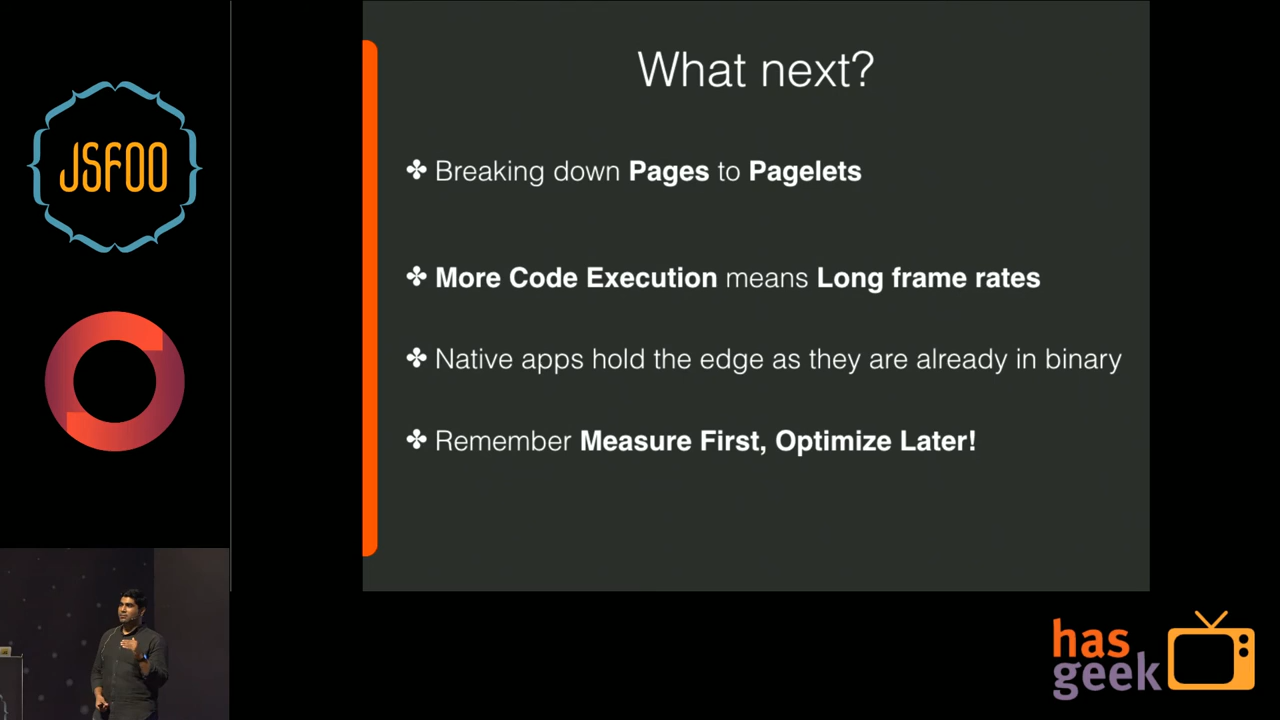 JSFOO
What next?
✤ Breaking down Pages to Pagelets
✤ More Code Execution means Long frame rates
✤ Native apps hold the edge as they are already in binary
✤ Remember Measure First, Optimize Later!
has
geek